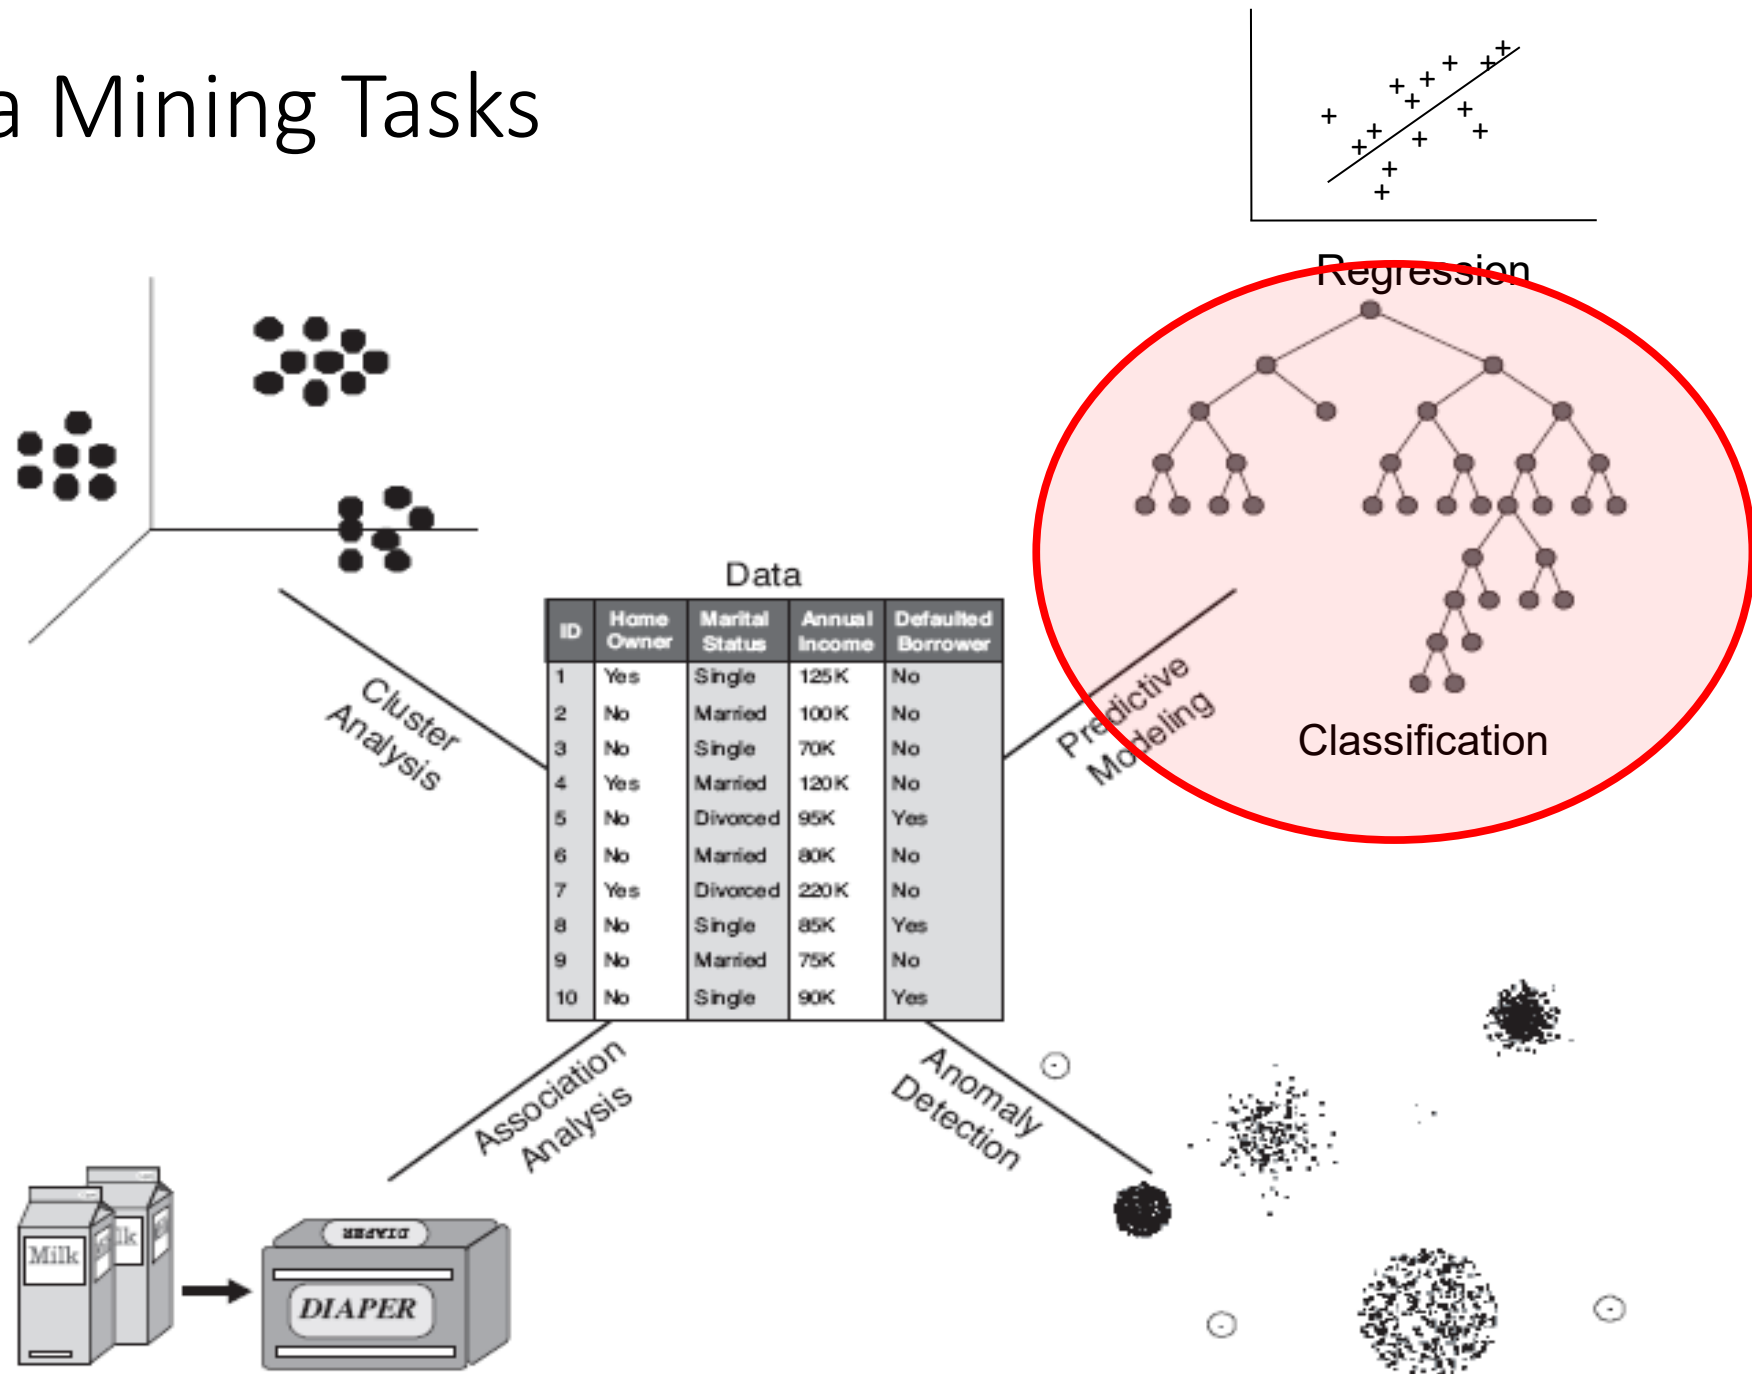 a Mining Tasks
Regression
Data
ID Home Owner Marital Status Annual Income Defaulted Borrower
1 Yes Single 125K No
2 No Married 100K No
3 No Single 70K No
4 Yes Married 120K No
5 No Divorced 95K Yes
6 No Married 80K No
7 Yes Divorced 220K No
8 No Single 85K Yes
9 No Married 75K No
10 No Single 90K Yes
Cluster
Analysis
Predictive
Modeling
Classification
Association
Analysis
Anomaly
Detection
Milk
lk
DIAPER
DIAPER